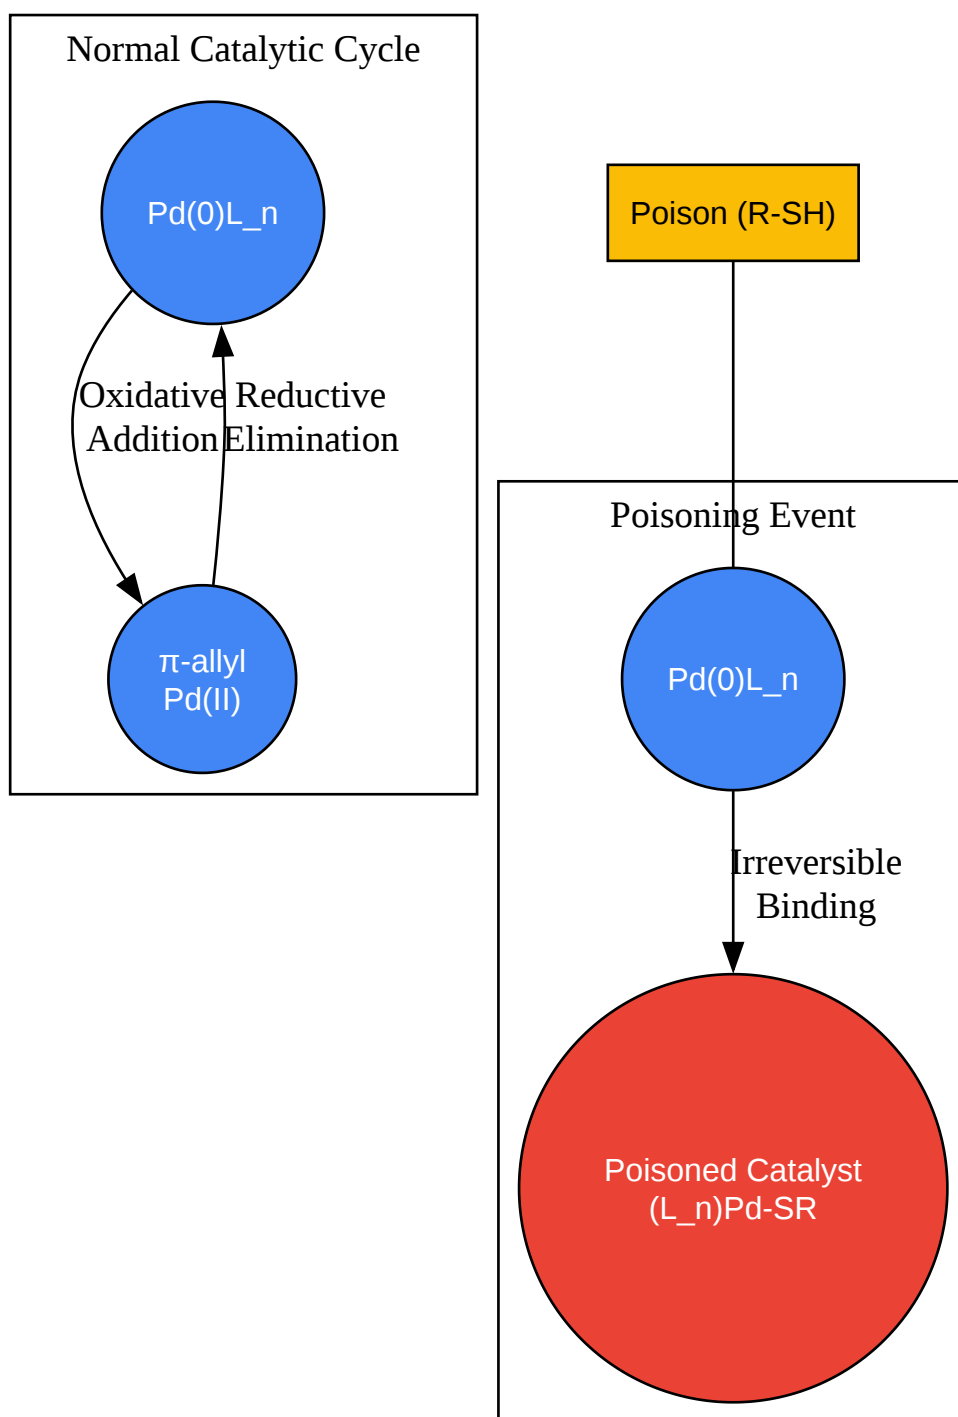 Normal Catalytic Cycle
Pd(0)L_n
Oxidative
Addition
Reductive
Elimination
π-allyl
Pd(II)
Poison (R-SH)
Poisoning Event
Pd(0)L_n
Irreversible
Binding
Poisoned Catalyst
(L_n)Pd-SR